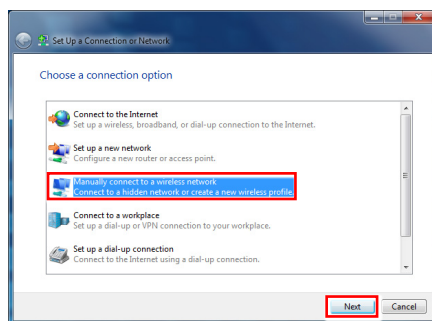 Set Up a Connection or Network
Choose a connection option
Connect to the Internet
Set up a wireless, broadband, or dial-up connection to the Internet.
Set up a new network
Configure a new router or access point.
Manually connect to a wireless network
Connect to a hidden network or create a new wireless profile.
Connect to a workplace
Set up a dial-up or VPN connection to your workplace.
Set up a dial-up connection
Connect to the Internet using a dial-up connection.
Next
Cancel